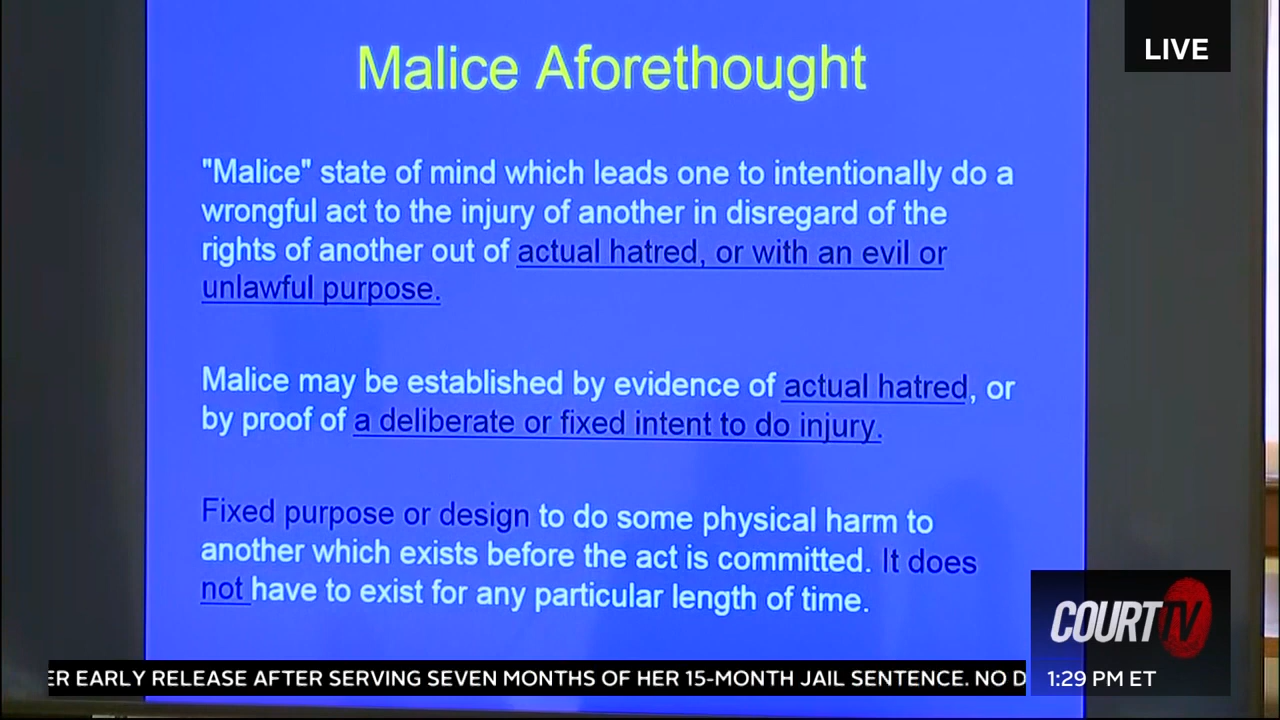 LIVE
Malice Aforethought
"Malice" state of mind which leads one to intentionally do a
wrongful act to the injury of another in disregard of the
rights of another out of actual hatred, or with an evil or
unlawful purpose.
Malice may be established by evidence of actual hatred, or
by proof of a deliberate or fixed intent to do injury.
Fixed purpose or design to do some physical harm to
another which exists before the act is committed. It does
not have to exist for any particular length of time.
COURT TV
ER EARLY RELEASE AFTER SERVING SEVEN MONTHS OF HER 15-MONTH JAIL SENTENCE. NO D
1:29 PM ET